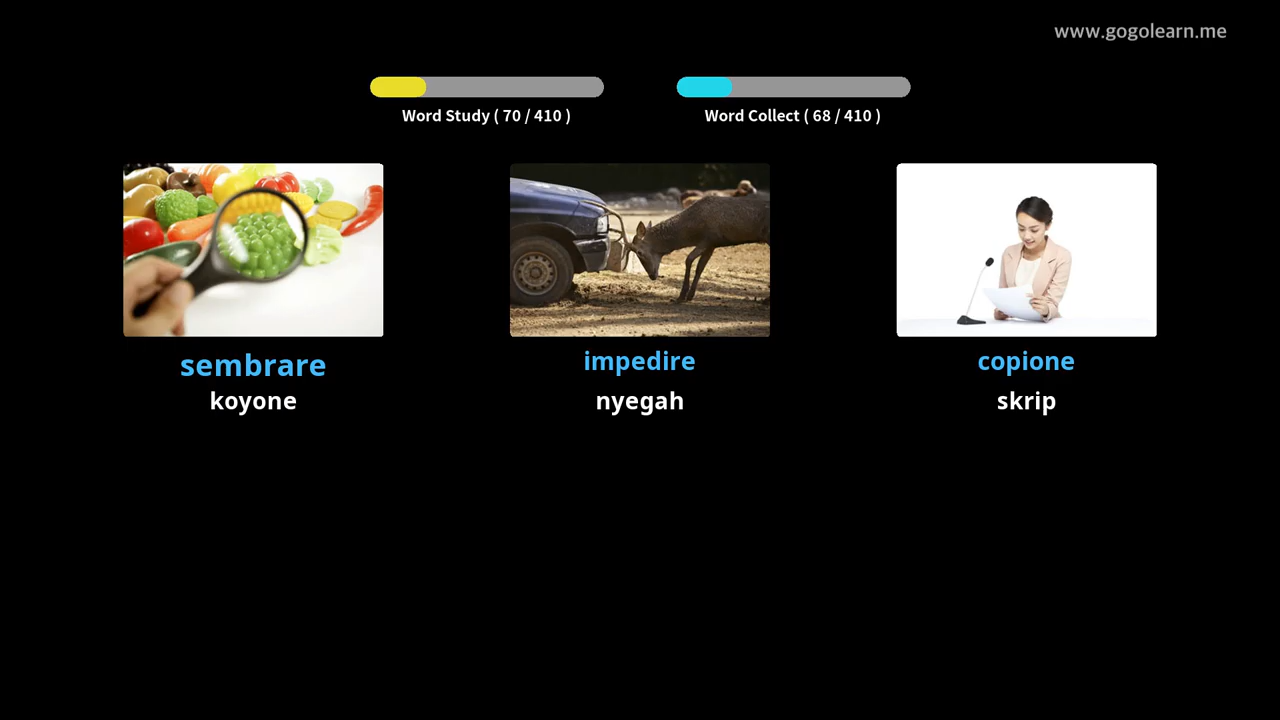 www.gogolearn.me
Word Study ( 70 / 410 )
Word Collect ( 68 / 410 )
sembrare
koyone
impedire
nyegah
copione
skrip